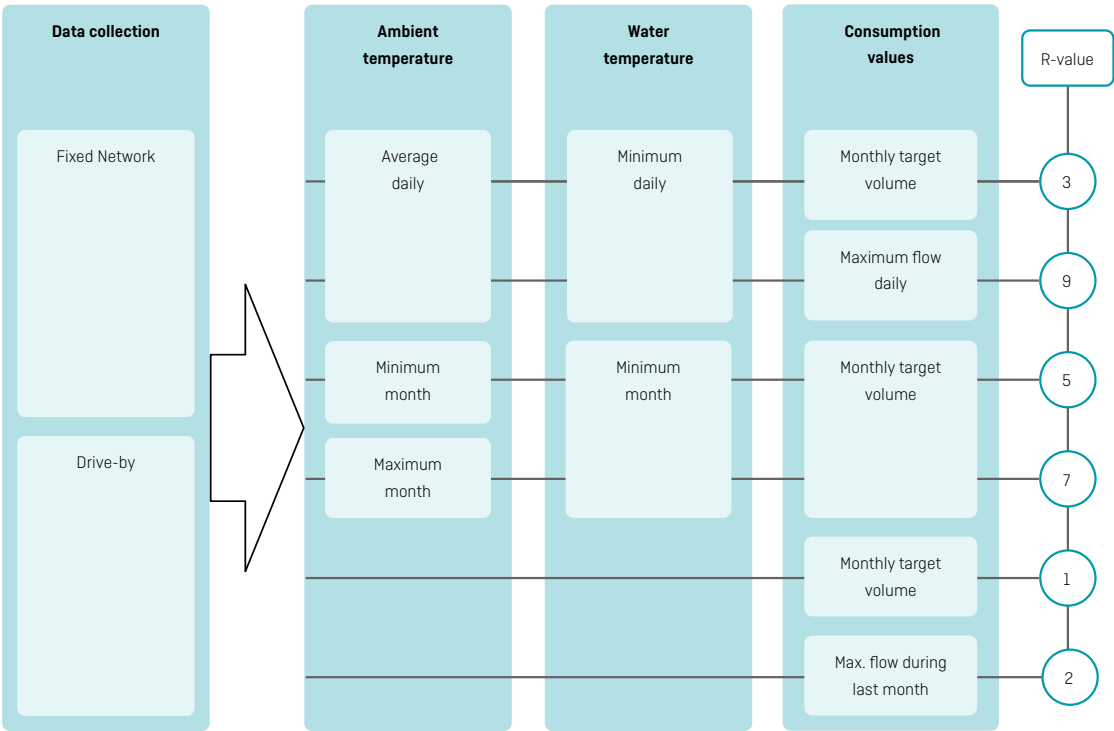 Data collection
Fixed Network
Drive-by
Ambient
temperature
Average
daily
Minimum
month
Maximum
month
Water
temperature
Minimum
daily
Minimum
month
Consumption
values
Monthly target
volume
Maximum flow
daily
Monthly target
volume
Monthly target
volume
Max. flow during
last month
R-value
3
9
5
7
1
2